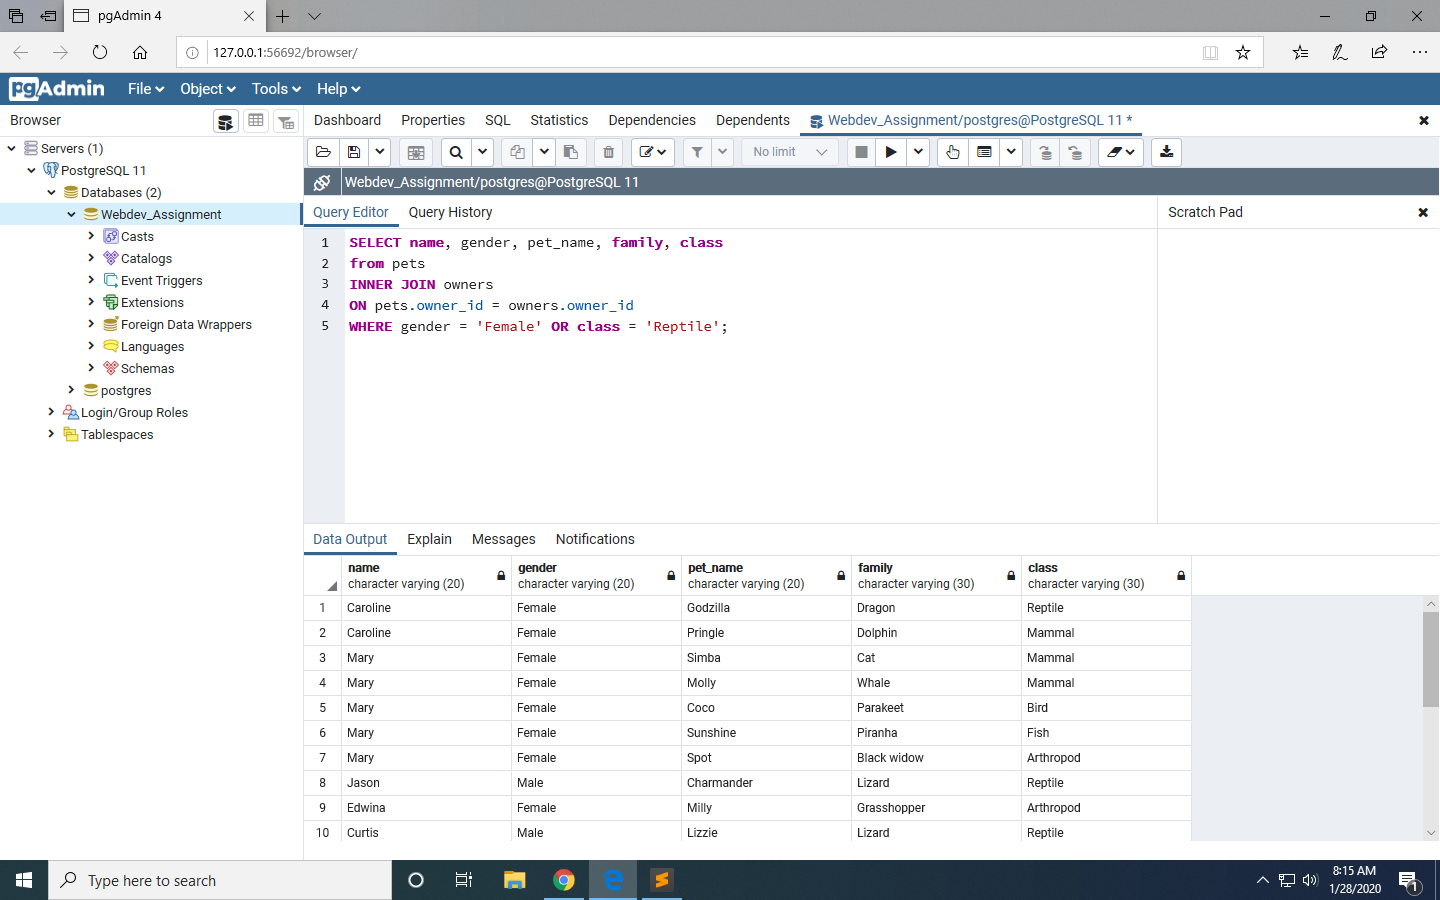 pgAdmin 4
127.0.0.1:56692/browser/
pgAdmin File Object Tools Help
Browser
Dashboard Properties SQL Statistics Dependencies Dependents Webdev_Assignment/postgres@PostgreSQL 11 *
No limit
Servers (1)
PostgreSQL 11
Databases (2)
Webdev_Assignment
Casts
Catalogs
Event Triggers
Extensions
Foreign Data Wrappers
Languages
Schemas
postgres
Login/Group Roles
Tablespaces
Webdev_Assignment/postgres@PostgreSQL 11
Query Editor Query History
Scratch Pad
1 SELECT name, gender, pet_name, family, class
2 from pets
3 INNER JOIN owners
4 ON pets.owner_id = owners.owner_id
5 WHERE gender = 'Female' OR class = 'Reptile';
Data Output Explain Messages Notifications
name gender pet_name family class
character varying (20) character varying (20) character varying (20) character varying (30) character varying (30)
1 Caroline Female Godzilla Dragon Reptile
2 Caroline Female Pringle Dolphin Mammal
3 Mary Female Simba Cat Mammal
4 Mary Female Molly Whale Mammal
5 Mary Female Coco Parakeet Bird
6 Mary Female Sunshine Piranha Fish
7 Mary Female Spot Black widow Arthropod
8 Jason Male Charmander Lizard Reptile
9 Edwina Female Milly Grasshopper Arthropod
10 Curtis Male Lizzie Lizard Reptile
Type here to search
8:15 AM
1/28/2020
1